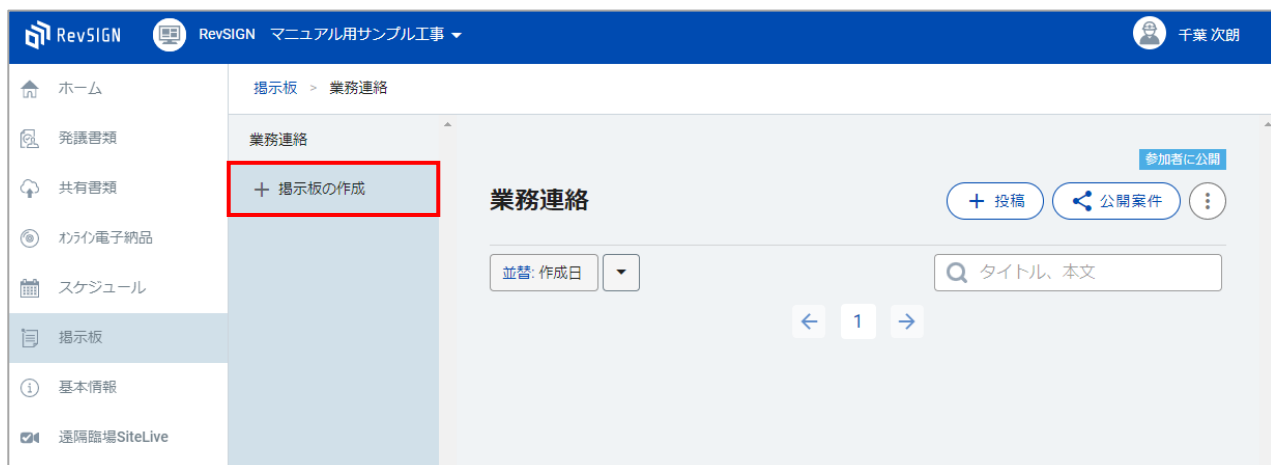 RevSIGN
RevSIGN マニュアル用サンプル工事
千葉 次朗
ホーム
発議書類
共有書類
オンライン電子納品
スケジュール
掲示板
基本情報
遠隔臨場SiteLive
掲示板 > 業務連絡
業務連絡
+ 掲示板の作成
参加者に公開
業務連絡
+ 投稿
公開案件
並替: 作成日
タイトル、本文
← 1 →